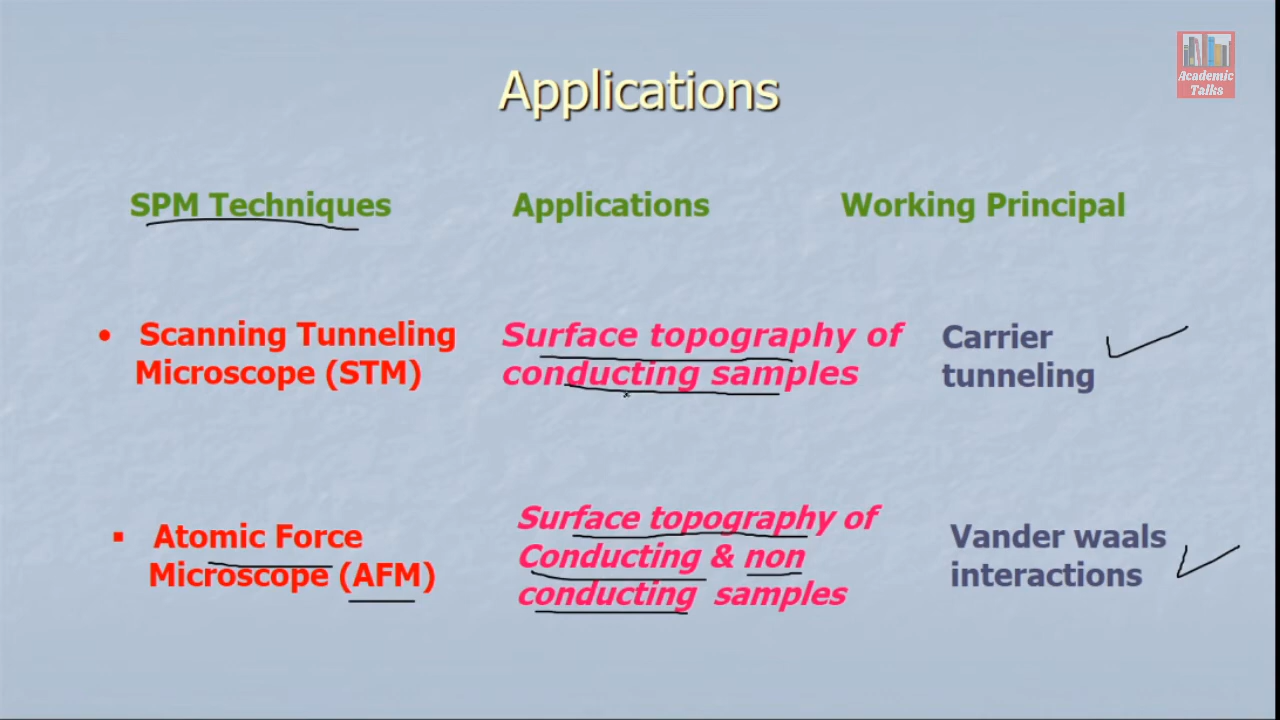 Academic
Talks
Applications
SPM Techniques Applications Working Principal
• Scanning Tunneling
Microscope (STM)
Surface topography of
conducting samples
Carrier
tunneling
▪ Atomic Force
Microscope (AFM)
Surface topography of
Conducting & non
conducting samples
Vander waals
interactions